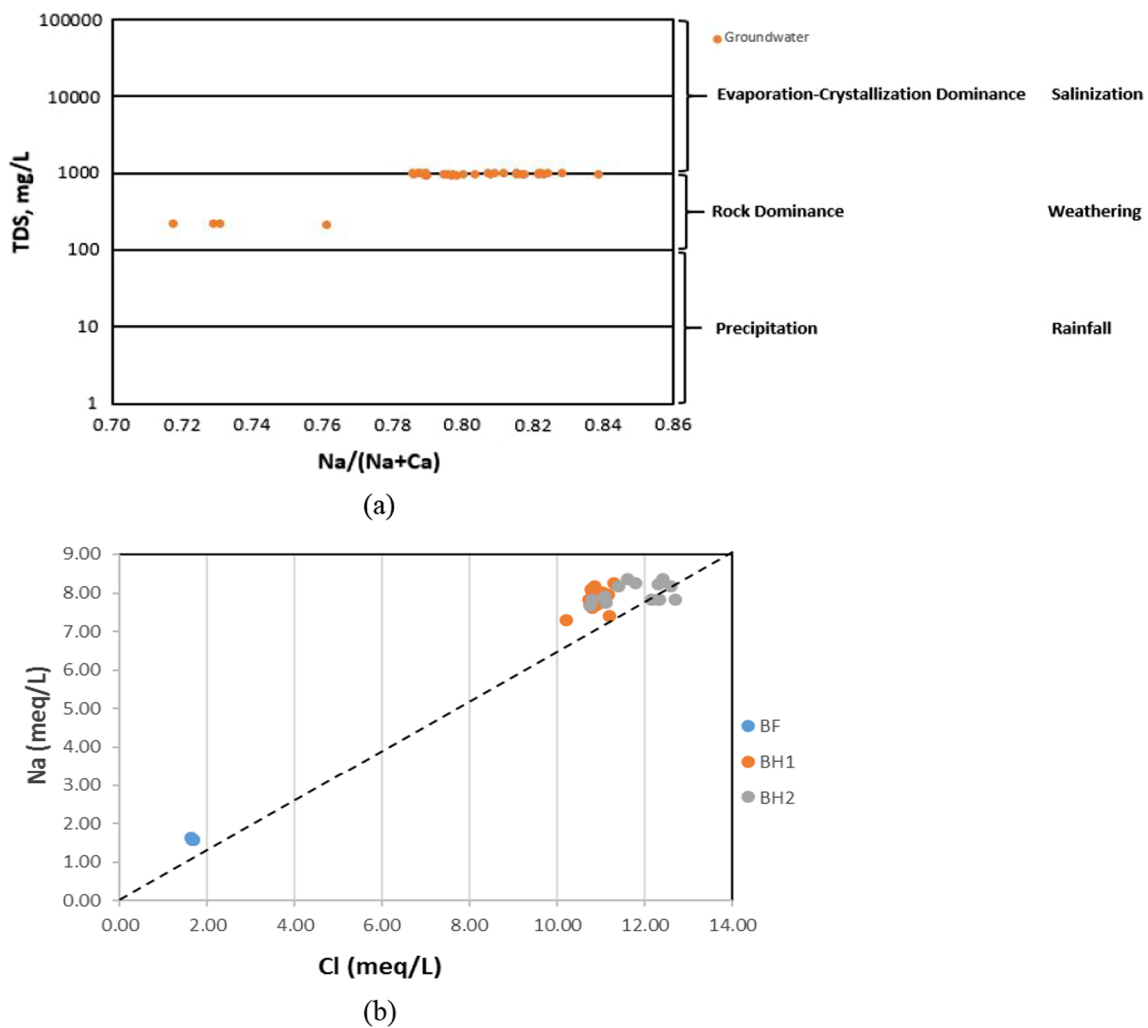 100000
10000
1000
100
10
1
TDS, mg/L
0.70 0.72 0.74 0.76 0.78 0.80 0.82 0.84 0.86
Na/(Na+Ca)
Groundwater
Evaporation-Crystallization Dominance Salinization
Rock Dominance Weathering
Precipitation Rainfall
(a)
9.00
8.00
7.00
6.00
5.00
4.00
3.00
2.00
1.00
0.00
Na (meq/L)
0.00 2.00 4.00 6.00 8.00 10.00 12.00 14.00
Cl (meq/L)
BF
BH1
BH2
(b)